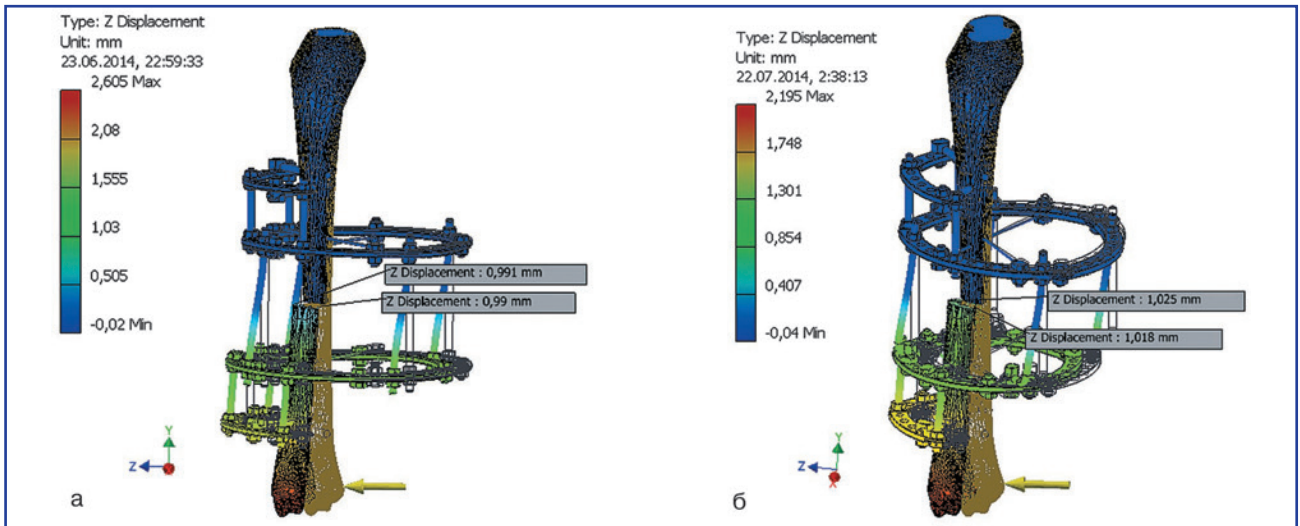 Type: Z Displacement
Unit: mm
23.06.2014, 22:59:33
2,605 Max
2,08
1,555
1,03
0,505
-0,02 Min
Z Displacement : 0,991 mm
Z Displacement : 0,99 mm
Y
Z
а
Type: Z Displacement
Unit: mm
22.07.2014, 2:38:13
2,195 Max
1,748
1,301
0,854
0,407
-0,04 Min
Z Displacement : 1,025 mm
Z Displacement : 1,018 mm
Y
Z
X
б